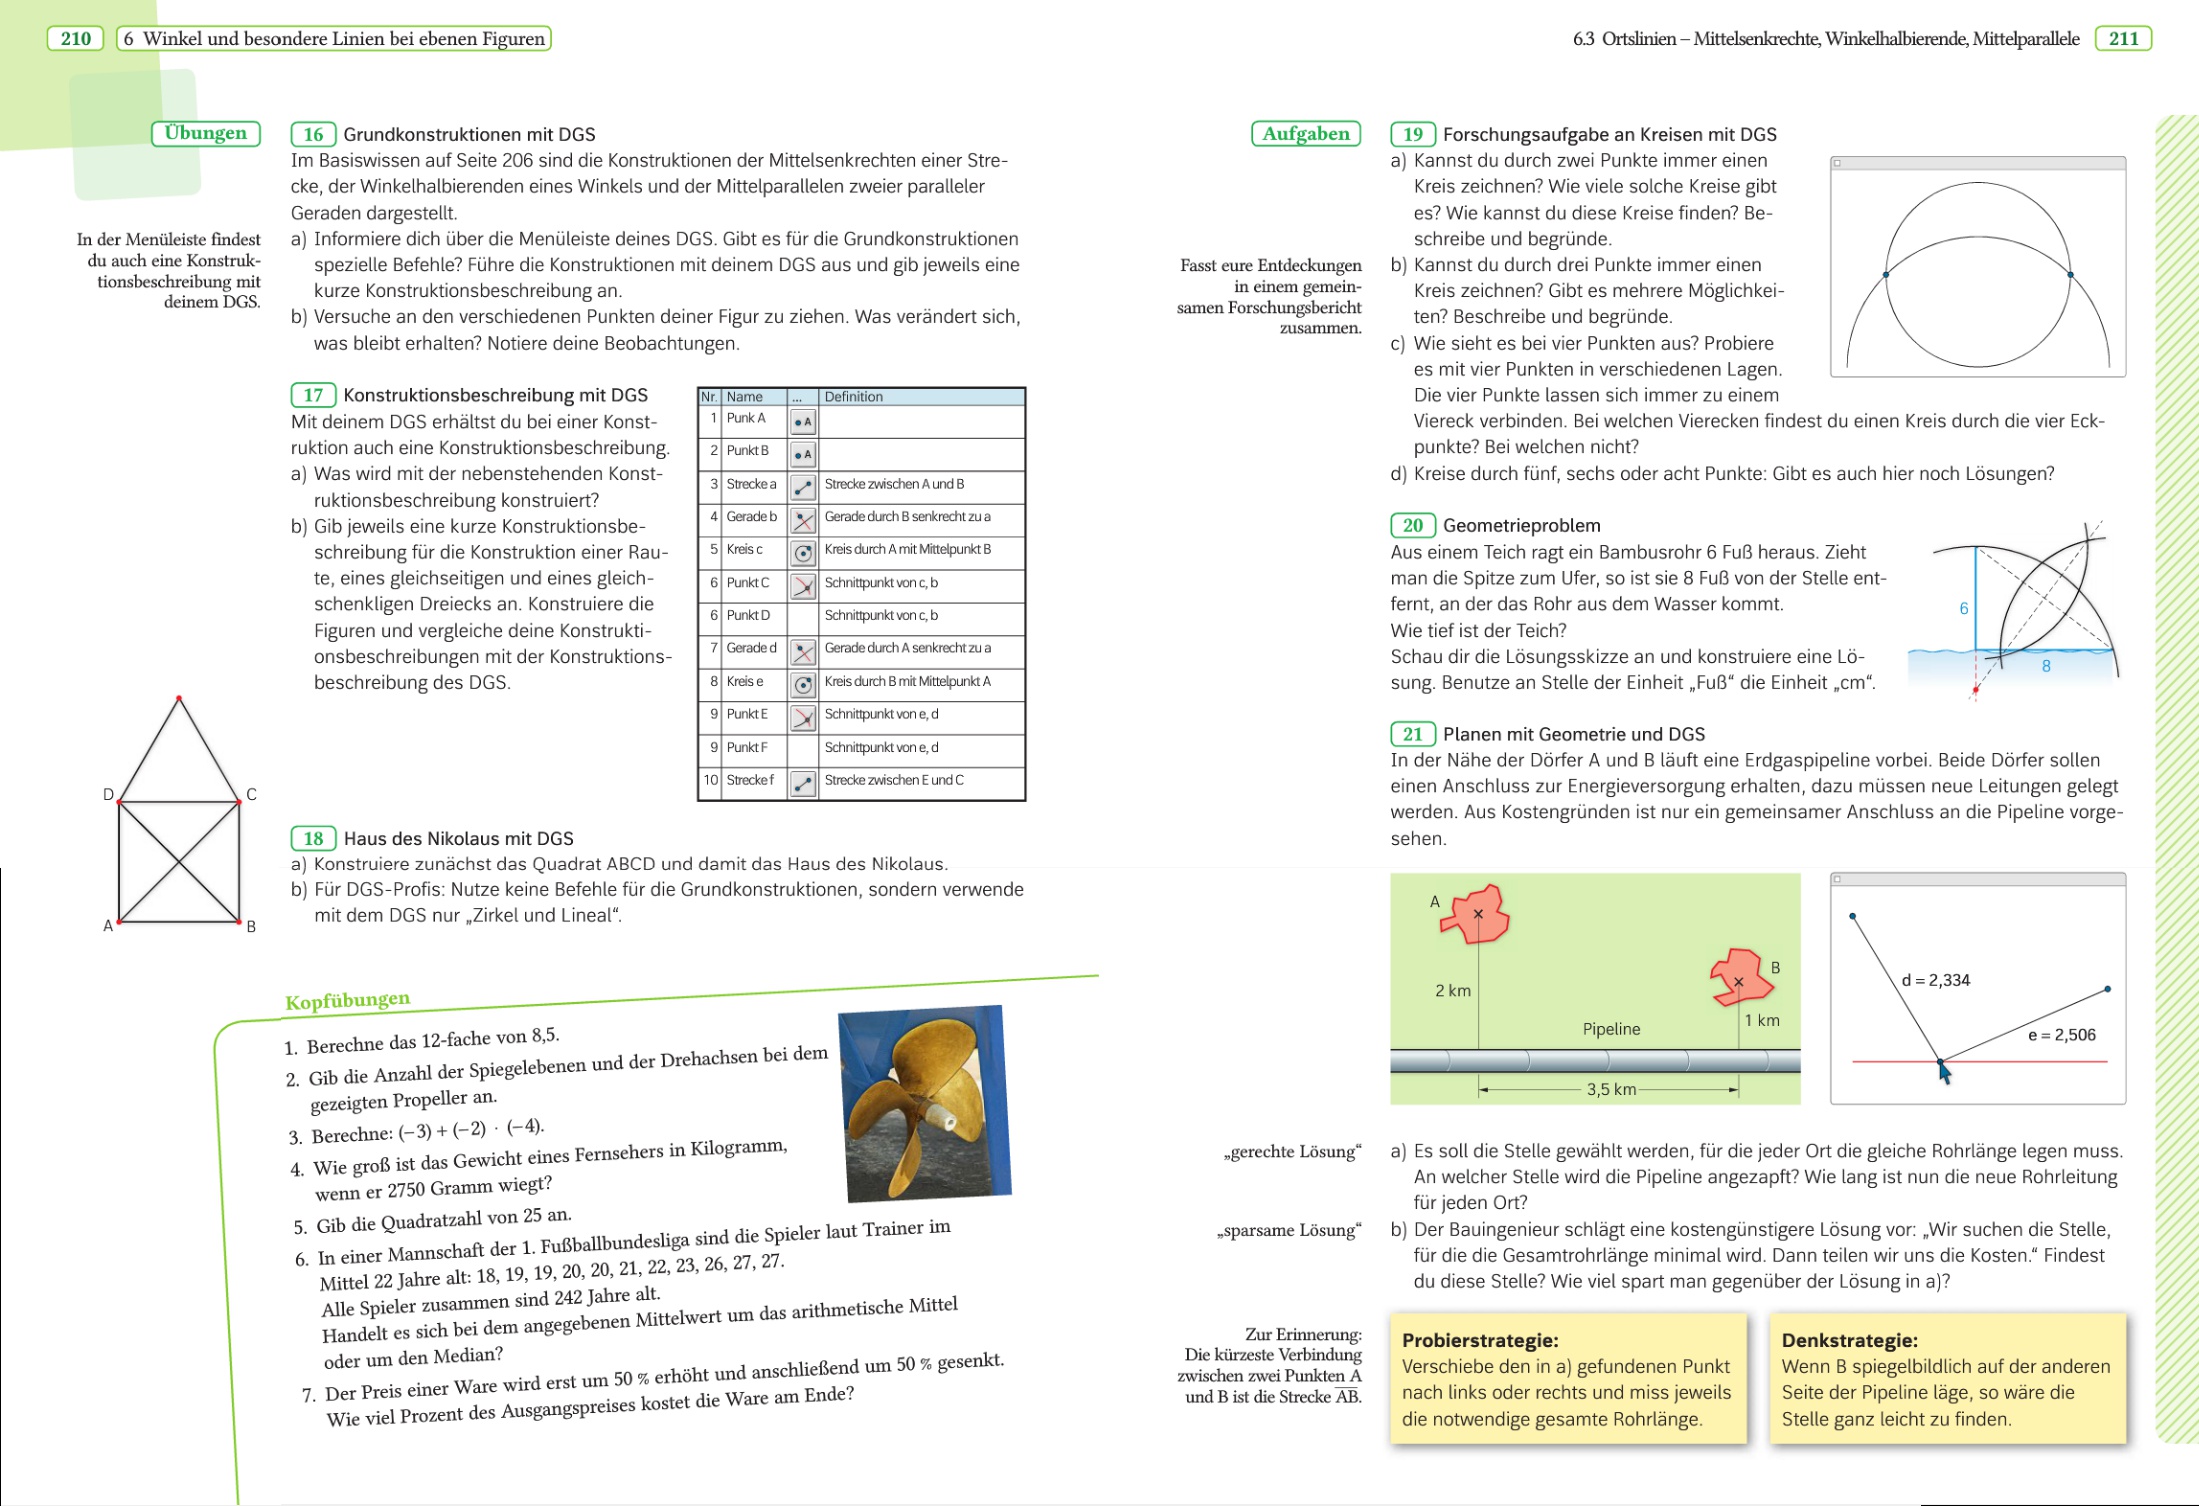 210 6 Winkel und besondere Linien bei ebenen Figuren
Übungen
16 Grundkonstruktionen mit DGS
Im Basiswissen auf Seite 206 sind die Konstruktionen der Mittelsenkrechten einer Stre-
cke, der Winkelhalbierenden eines Winkels und der Mittelparallelen zweier paralleler
Geraden dargestellt.
In der Menüleiste findest
du auch eine Konstruk-
tionsbeschreibung mit
deinem DGS.
a) Informiere dich über die Menüleiste deines DGS. Gibt es für die Grundkonstruktionen
spezielle Befehle? Führe die Konstruktionen mit deinem DGS aus und gib jeweils eine
kurze Konstruktionsbeschreibung an.
b) Versuche an den verschiedenen Punkten deiner Figur zu ziehen. Was verändert sich,
was bleibt erhalten? Notiere deine Beobachtungen.
17 Konstruktionsbeschreibung mit DGS
Mit deinem DGS erhältst du bei einer Konst-
ruktion auch eine Konstruktionsbeschreibung.
a) Was wird mit der nebenstehenden Konst-
ruktionsbeschreibung konstruiert?
b) Gib jeweils eine kurze Konstruktionsbe-
schreibung für die Konstruktion einer Rau-
te, eines gleichseitigen und eines gleich-
schenkligen Dreiecks an. Konstruiere die
Figuren und vergleiche deine Konstrukti-
onsbeschreibungen mit der Konstruktions-
beschreibung des DGS.
Nr. Name ... Definition
1 Punk A A
2 Punkt B A
3 Strecke a Strecke zwischen A und B
4 Gerade b Gerade durch B senkrecht zu a
5 Kreis c Kreis durch A mit Mittelpunkt B
6 Punkt C Schnittpunkt von c, b
6 Punkt D Schnittpunkt von c, b
7 Gerade d Gerade durch A senkrecht zu a
8 Kreis e Kreis durch B mit Mittelpunkt A
9 Punkt E Schnittpunkt von e, d
9 Punkt F Schnittpunkt von e, d
10 Strecke f Strecke zwischen E und C
D C
A B
18 Haus des Nikolaus mit DGS
a) Konstruiere zunächst das Quadrat ABCD und damit das Haus des Nikolaus.
b) Für DGS-Profis: Nutze keine Befehle für die Grundkonstruktionen, sondern verwende
mit dem DGS nur „Zirkel und Lineal“.
Kopfübungen
1. Berechne das 12-fache von 8,5.
2. Gib die Anzahl der Spiegelebenen und der Drehachsen bei dem
gezeigten Propeller an.
3. Berechne: (−3) + (−2) · (−4).
4. Wie groß ist das Gewicht eines Fernsehers in Kilogramm,
wenn er 2750 Gramm wiegt?
5. Gib die Quadratzahl von 25 an.
6. In einer Mannschaft der 1. Fußballbundesliga sind die Spieler laut Trainer im
Mittel 22 Jahre alt: 18, 19, 19, 20, 20, 21, 22, 23, 26, 27, 27.
Alle Spieler zusammen sind 242 Jahre alt.
Handelt es sich bei dem angegebenen Mittelwert um das arithmetische Mittel
oder um den Median?
7. Der Preis einer Ware wird erst um 50 % erhöht und anschließend um 50 % gesenkt.
Wie viel Prozent des Ausgangspreises kostet die Ware am Ende?
6.3 Ortslinien – Mittelsenkrechte, Winkelhalbierende, Mittelparallele 211
Aufgaben
19 Forschungsaufgabe an Kreisen mit DGS
a) Kannst du durch zwei Punkte immer einen
Kreis zeichnen? Wie viele solche Kreise gibt
es? Wie kannst du diese Kreise finden? Be-
schreibe und begründe.
Fasst eure Entdeckungen
in einem gemein-
samen Forschungsbericht
zusammen.
b) Kannst du durch drei Punkte immer einen
Kreis zeichnen? Gibt es mehrere Möglichkei-
ten? Beschreibe und begründe.
c) Wie sieht es bei vier Punkten aus? Probiere
es mit vier Punkten in verschiedenen Lagen.
Die vier Punkte lassen sich immer zu einem
Viereck verbinden. Bei welchen Vierecken findest du einen Kreis durch die vier Eck-
punkte? Bei welchen nicht?
d) Kreise durch fünf, sechs oder acht Punkte: Gibt es auch hier noch Lösungen?
20 Geometrieproblem
Aus einem Teich ragt ein Bambusrohr 6 Fuß heraus. Zieht
man die Spitze zum Ufer, so ist sie 8 Fuß von der Stelle ent-
fernt, an der das Rohr aus dem Wasser kommt.
Wie tief ist der Teich?
Schau dir die Lösungsskizze an und konstruiere eine Lö-
sung. Benutze an Stelle der Einheit „Fuß“ die Einheit „cm“.
6
8
21 Planen mit Geometrie und DGS
In der Nähe der Dörfer A und B läuft eine Erdgaspipeline vorbei. Beide Dörfer sollen
einen Anschluss zur Energieversorgung erhalten, dazu müssen neue Leitungen gelegt
werden. Aus Kostengründen ist nur ein gemeinsamer Anschluss an die Pipeline vorge-
sehen.
A
B
2 km
1 km
Pipeline
3,5 km
d = 2,334
e = 2,506
„gerechte Lösung“
a) Es soll die Stelle gewählt werden, für die jeder Ort die gleiche Rohrlänge legen muss.
An welcher Stelle wird die Pipeline angezapft? Wie lang ist nun die neue Rohrleitung
für jeden Ort?
„sparsame Lösung“
b) Der Bauingenieur schlägt eine kostengünstigere Lösung vor: „Wir suchen die Stelle,
für die die Gesamtrohrlänge minimal wird. Dann teilen wir uns die Kosten.“ Findest
du diese Stelle? Wie viel spart man gegenüber der Lösung in a)?
Zur Erinnerung:
Die kürzeste Verbindung
zwischen zwei Punkten A
und B ist die Strecke A̅B̅.
Probierstrategie:
Verschiebe den in a) gefundenen Punkt
nach links oder rechts und miss jeweils
die notwendige gesamte Rohrlänge.
Denkstrategie:
Wenn B spiegelbildlich auf der anderen
Seite der Pipeline läge, so wäre die
Stelle ganz leicht zu finden.